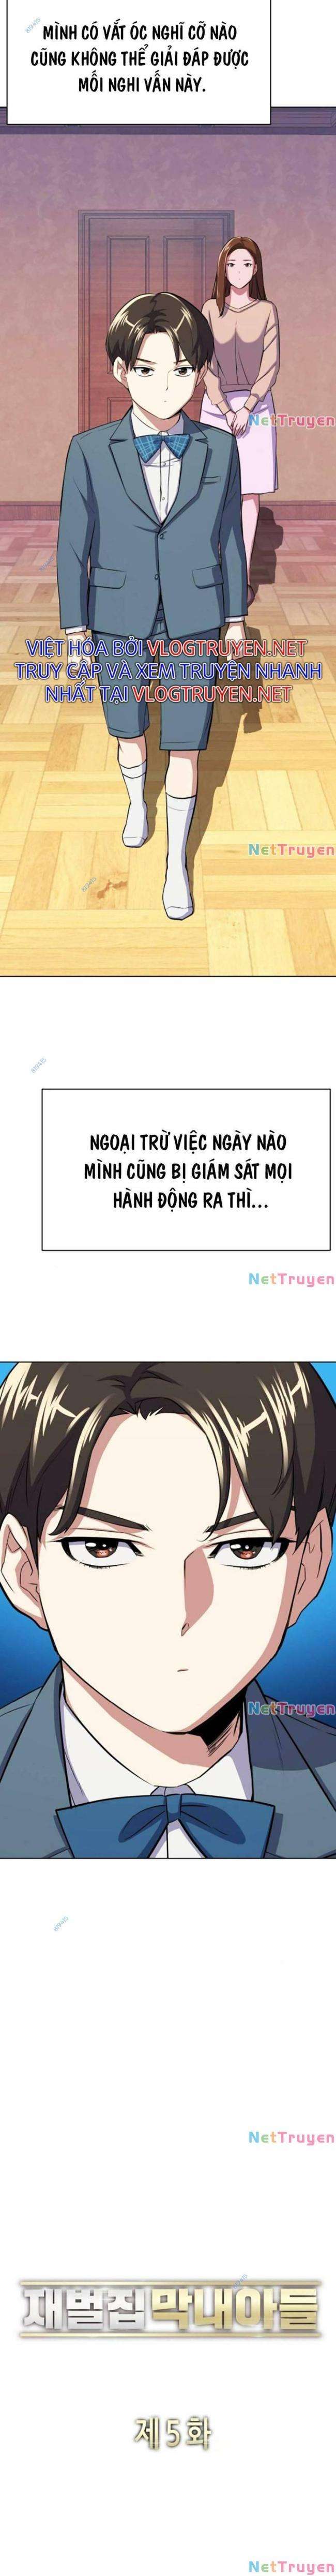 MÌNH CÓ VẮT ÓC NGHĨ CỠ NÀO
CŨNG KHÔNG THỂ GIẢI ĐÁP ĐƯỢC
MỐI NGHI VẤN NÀY.
NetTruyen
VIỆT HÓA BỞI VLOGTRUYEN.NET
TRUY CẬP VÀ XEM TRUYỆN NHANH
NHẤT TẠI VLOGTRUYEN.NET
NetTruyen
NGOẠI TRỪ VIỆC NGÀY NÀO
MÌNH CŨNG BỊ GIÁM SÁT MỌI
HÀNH ĐỘNG RA THÌ...
NetTruyen
NetTruyen
NetTruyen
재벌집 막내아들
제5화
NetTruyen